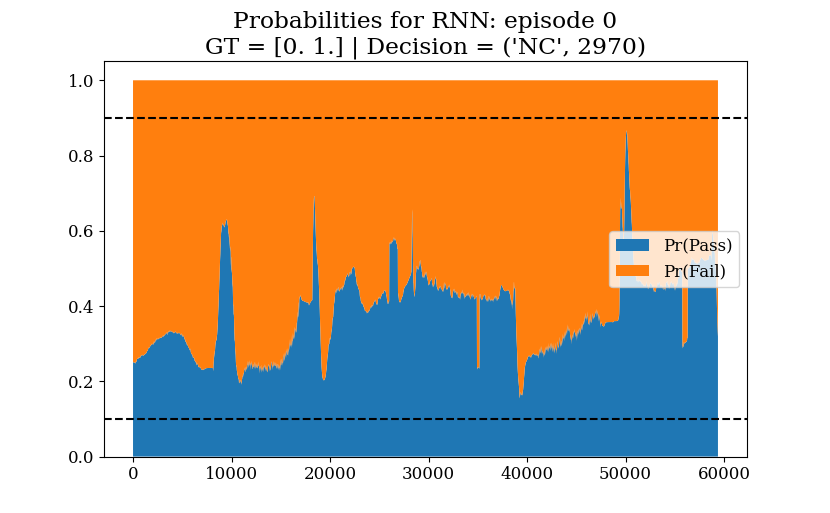 Probabilities for RNN: episode 0
GT = [0. 1.] | Decision = ('NC', 2970)
1.0
0.8
0.6
0.4
0.2
0.0
Pr(Pass)
Pr(Fail)
0 10000 20000 30000 40000 50000 60000